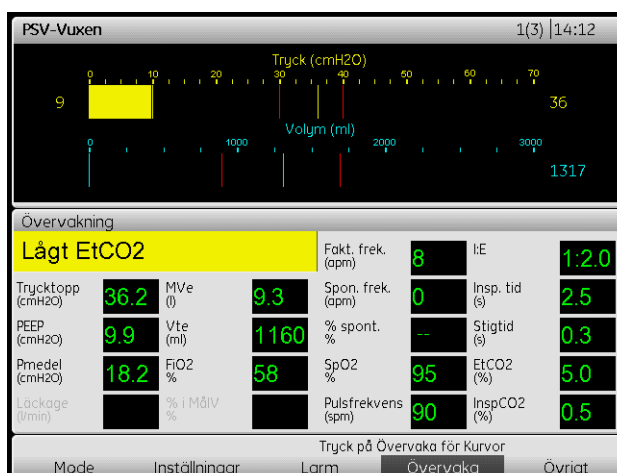 PSV-Vuxen 1(3) 14:12
Tryck (cmH2O)
0 10 20 30 40 50 60 70
9 36
Volym (ml)
0 1000 2000 3000
1317
Övervakning
Lågt EtCO2
Fakt. frek. (apm) 8
I:E 1:2.0
Trycktopp (cmH2O) 36.2
MVe (l) 9.3
Spon. frek. (apm) 0
Insp. tid (s) 2.5
PEEP (cmH2O) 9.9
Vte (ml) 1160
% spont. % --
Stigtid (s) 0.3
Pmedel (cmH2O) 18.2
FiO2 % 58
SpO2 % 95
EtCO2 (%) 5.0
Läckage (l/min)
% i MålV %
Pulsfrekvens (spm) 90
InspCO2 (%) 0.5
Tryck på Övervaka för Kurvor
Mode Inställningar Larm Övervaka Övrigt